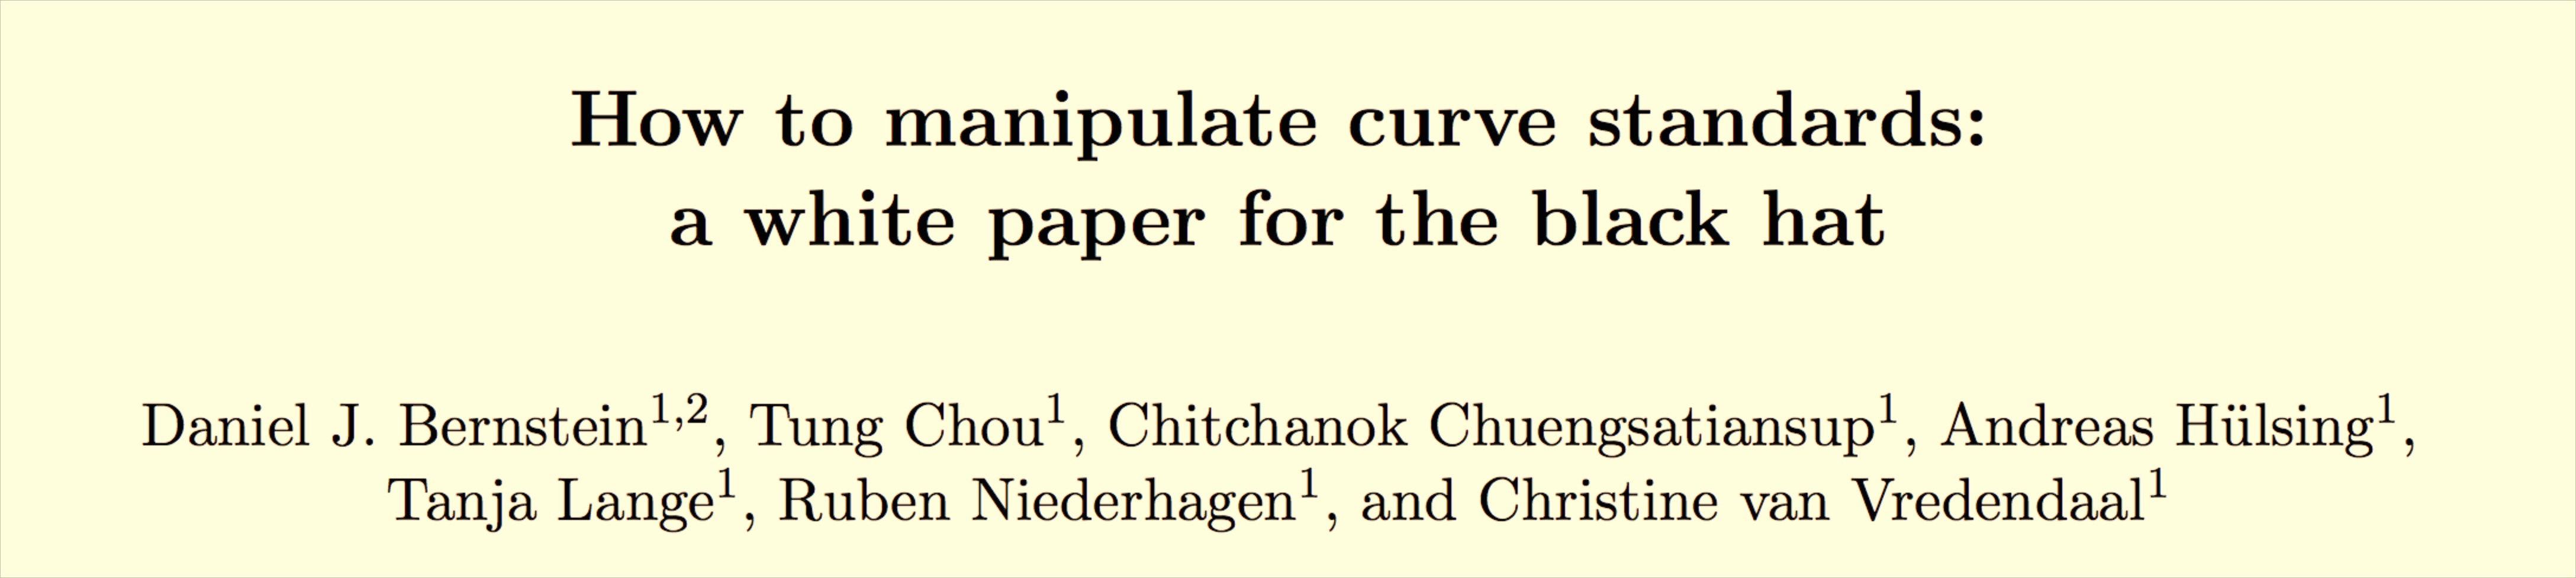 How to manipulate curve standards:
a white paper for the black hat
Daniel J. Bernstein1,2, Tung Chou1, Chitchanok Chuengsatiansup1, Andreas Hülsing1,
Tanja Lange1, Ruben Niederhagen1, and Christine van Vredendaal1